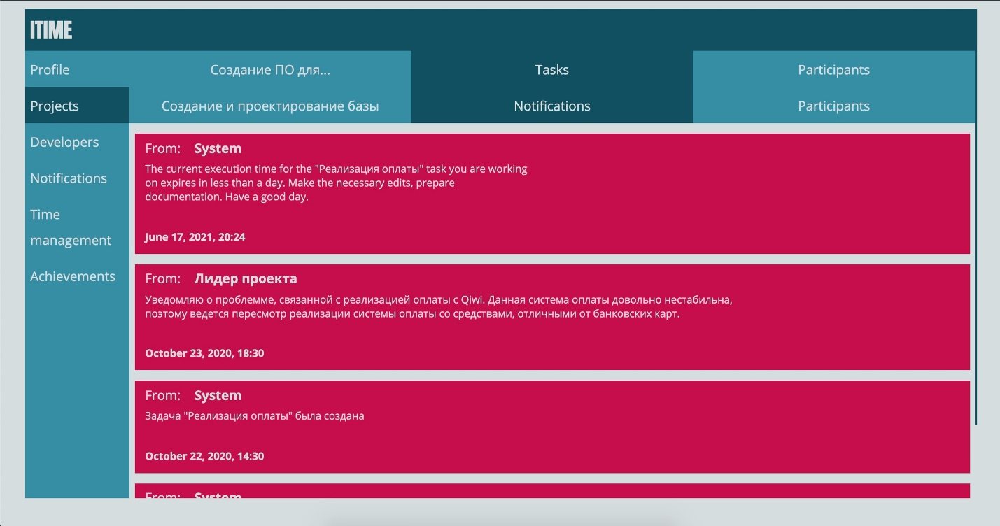 ITIME
Profile
Создание ПО для...
Tasks
Participants
Projects
Создание и проектирование базы
Notifications
Participants
Developers
Notifications
Time
management
Achievements
From: System
The current execution time for the "Реализация оплаты" task you are working
on expires in less than a day. Make the necessary edits, prepare
documentation. Have a good day.
June 17, 2021, 20:24
From: Лидер проекта
Уведомляю о проблемме, связанной с реализацией оплаты с Qiwi. Данная система оплаты довольно нестабильна,
поэтому ведется пересмотр реализации системы оплаты со средствами, отличными от банковских карт.
October 23, 2020, 18:30
From: System
Задача "Реализация оплаты" была создана
October 22, 2020, 14:30
From: System